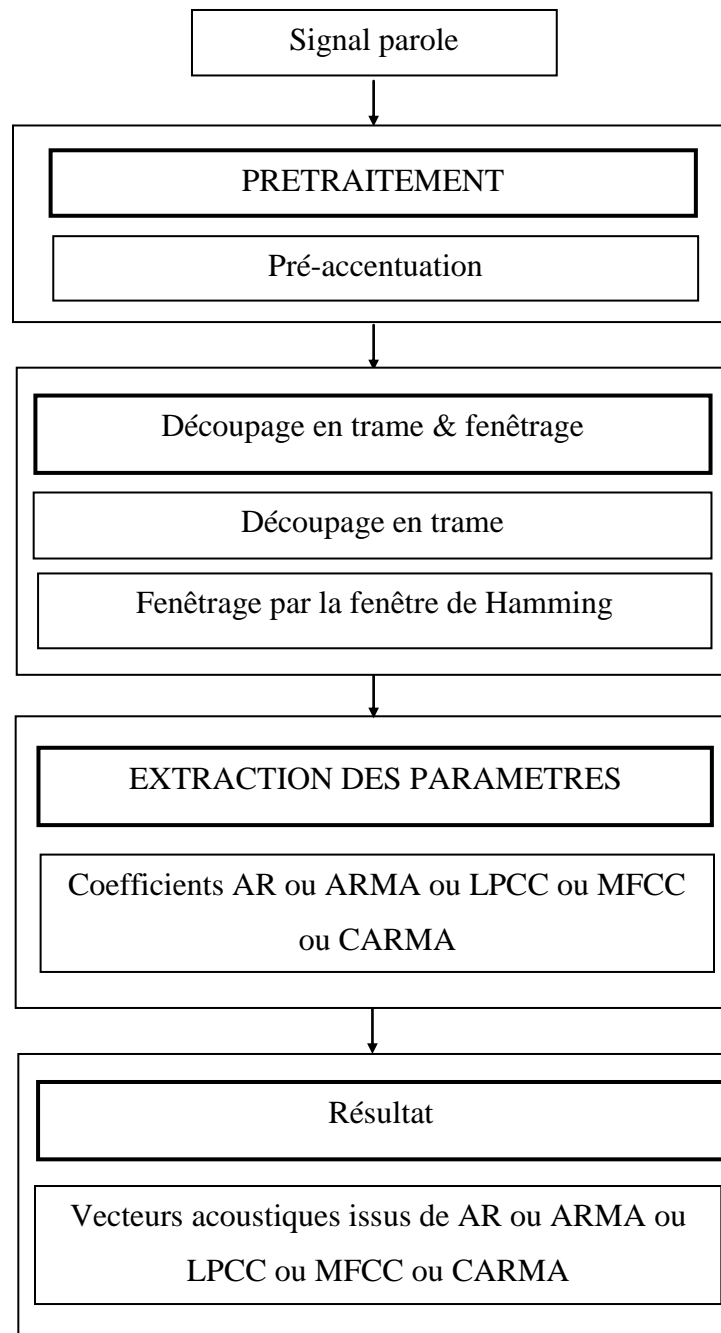 Signal parole
PRETRAITEMENT
Pré-accentuation
Découpage en trame & fenêtrage
Découpage en trame
Fenêtrage par la fenêtre de Hamming
EXTRACTION DES PARAMETRES
Coefficients AR ou ARMA ou LPCC ou MFCC
ou CARMA
Résultat
Vecteurs acoustiques issus de AR ou ARMA ou
LPCC ou MFCC ou CARMA